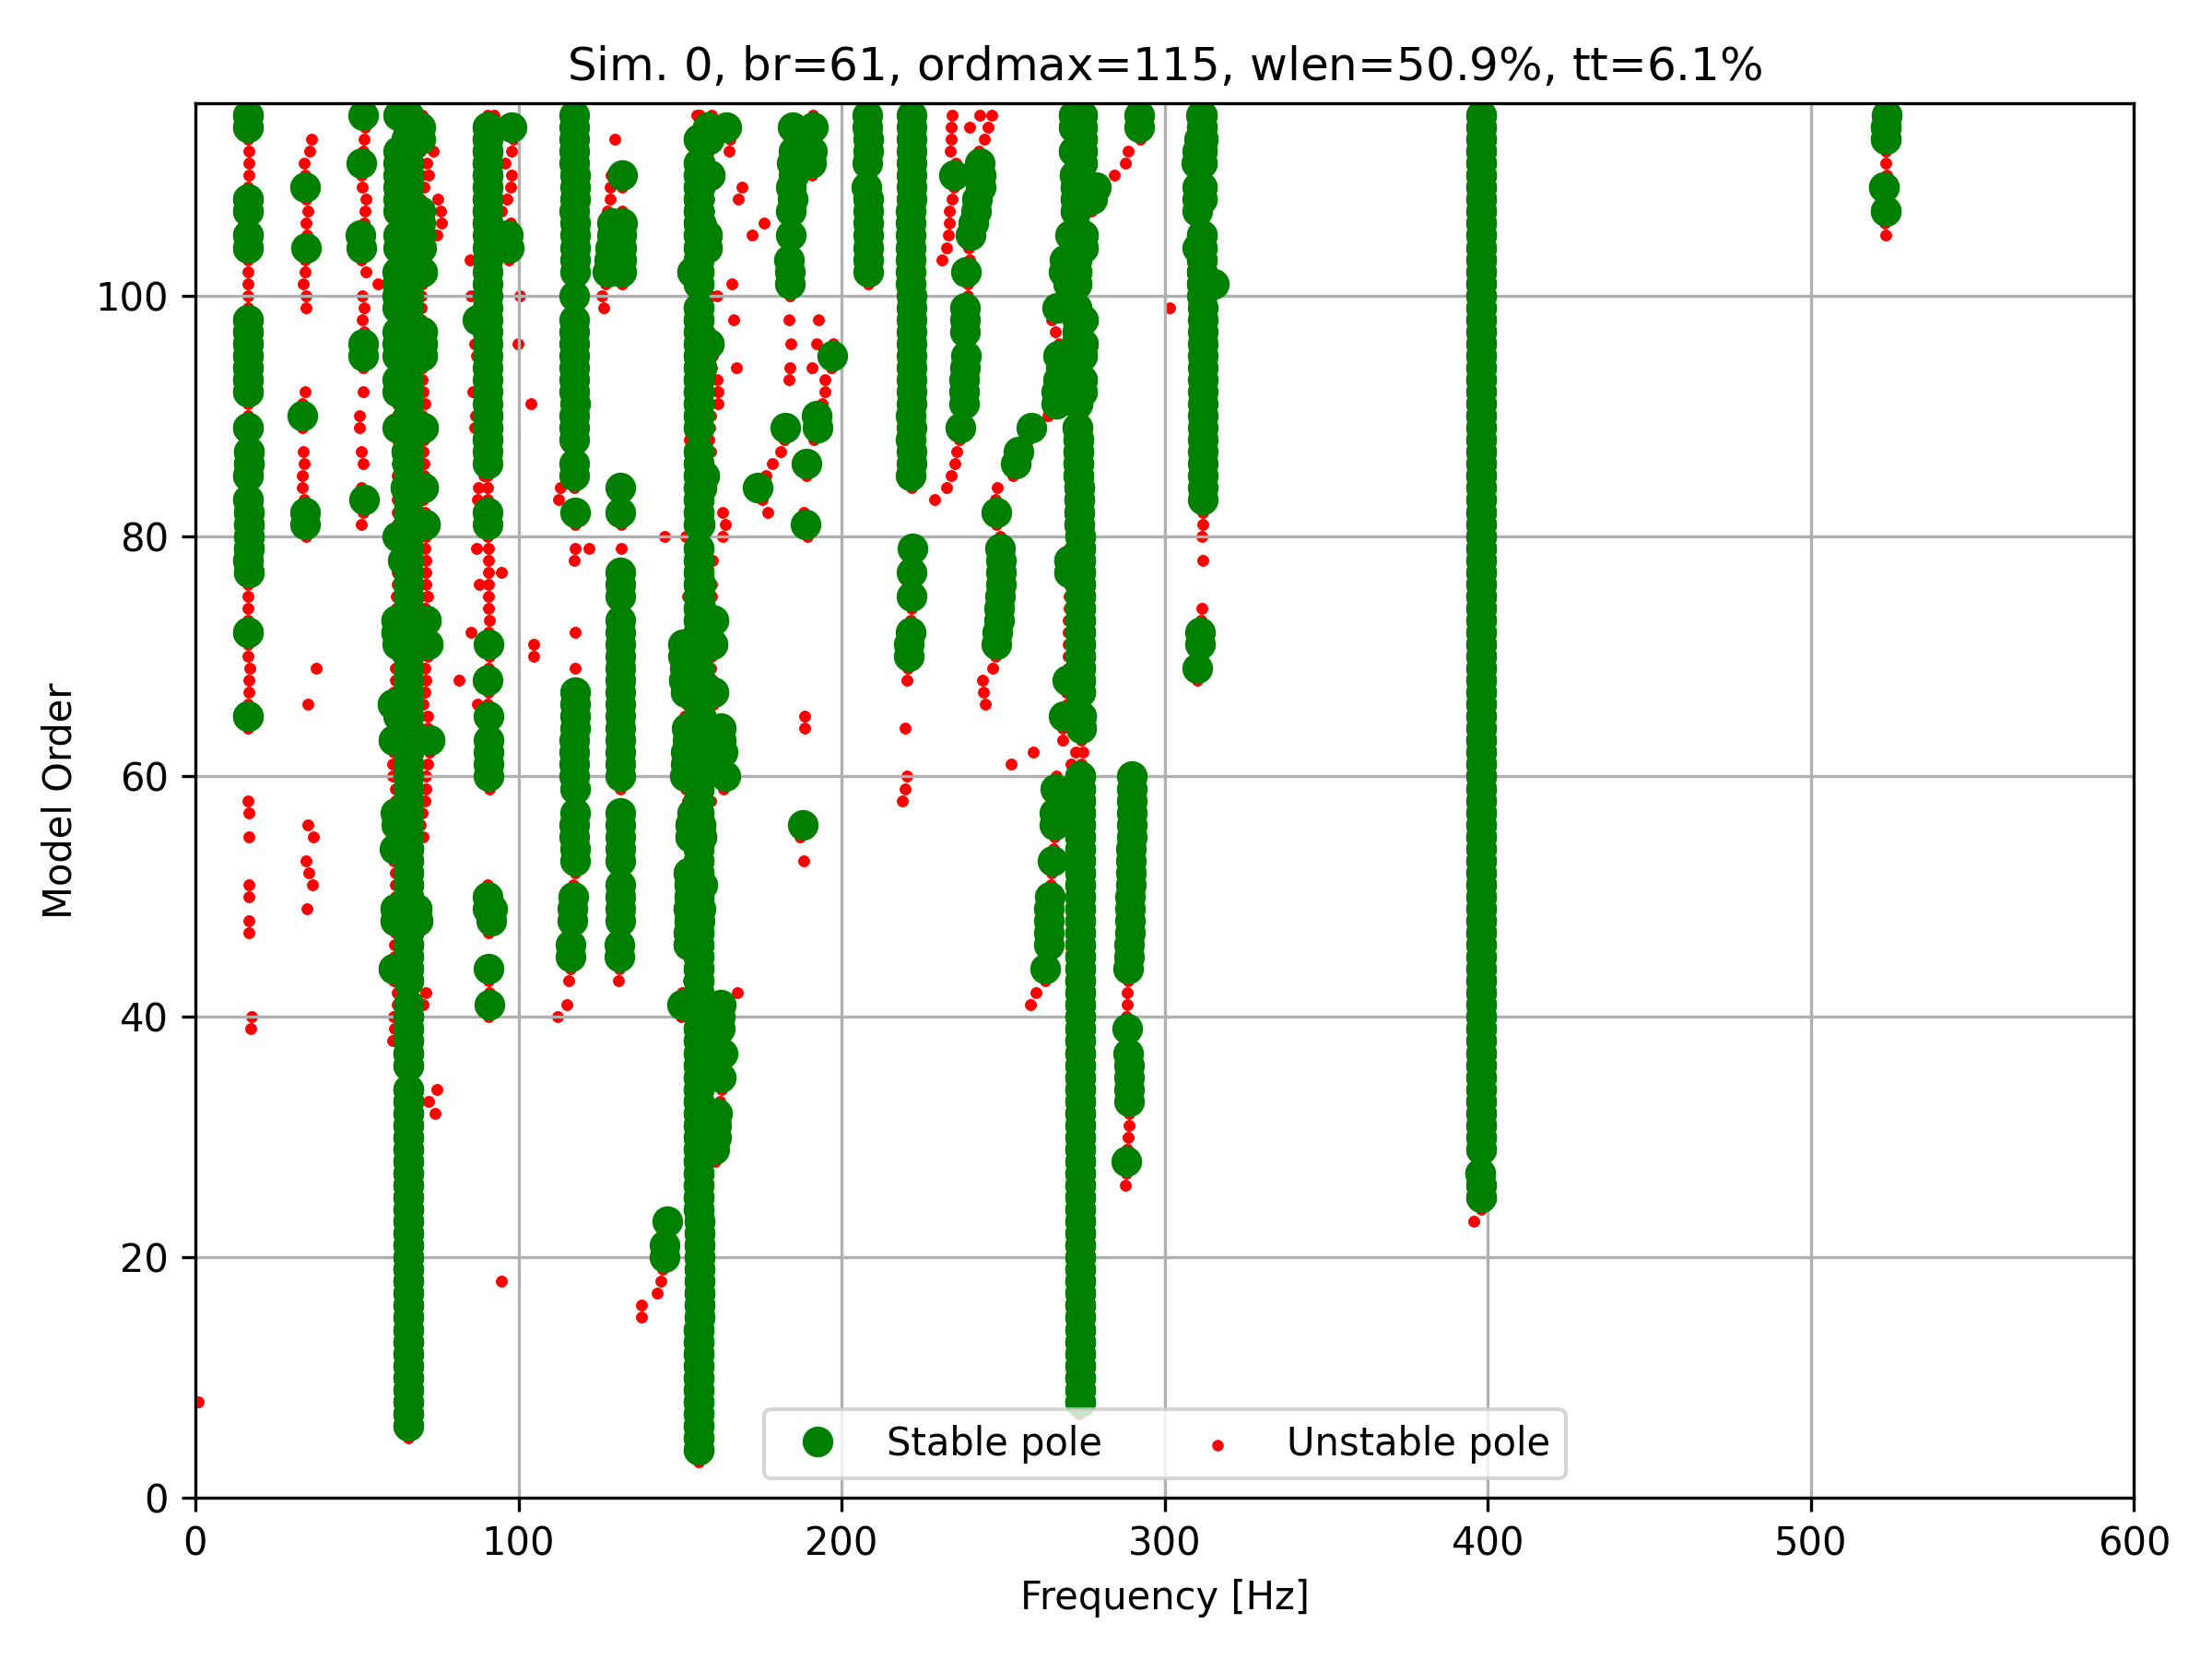 Sim. 0, br=61, ordmax=115, wlen=50.9%, tt=6.1%
100
80
60
40
20
0
Model Order
Stable pole
Unstable pole
0 100 200 300 400 500 600
Frequency [Hz]